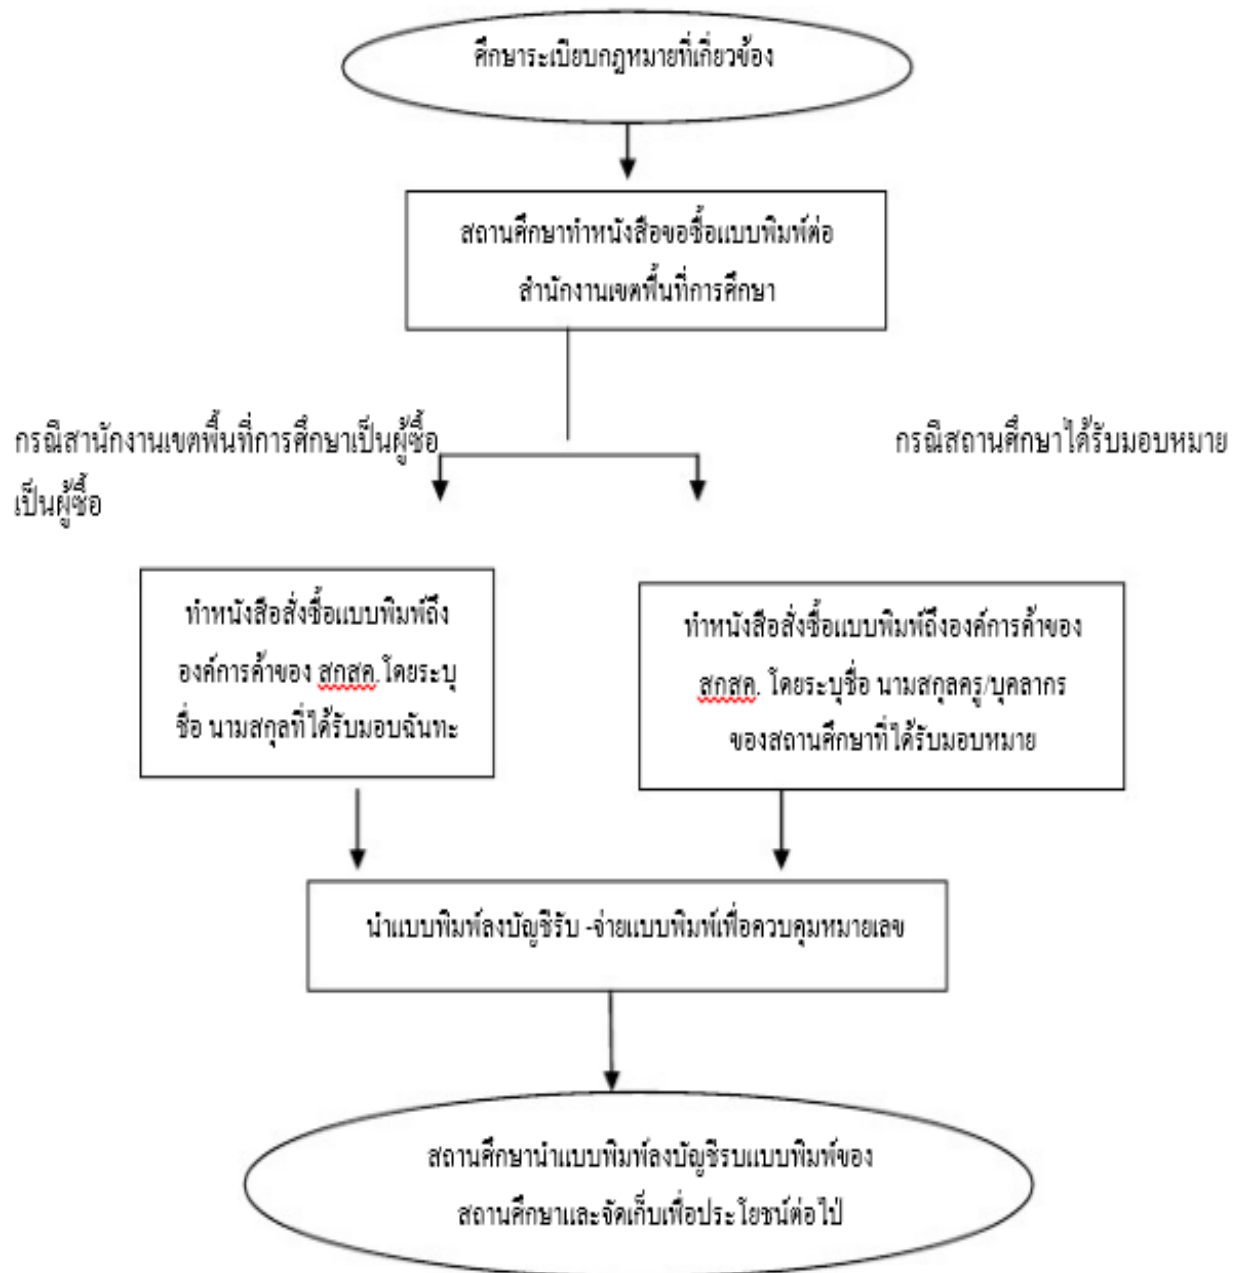 ศึกษาระเบียบกฎหมายที่เกี่ยวข้อง
สถานศึกษาทำหนังสือขอซื้อแบบพิมพ์ต่อ
สำนักงานเขตพื้นที่การศึกษา
กรณีสานักงานเขตพื้นที่การศึกษาเป็นผู้ซื้อ
กรณีสถานศึกษาได้รับมอบหมาย
เป็นผู้ซื้อ
ทำหนังสือสั่งซื้อแบบพิมพ์ถึง
องค์การค้าของ สกสค.โดยระบุ
ชื่อ นามสกุลที่ได้รับมอบฉันทะ
ทำหนังสือสั่งซื้อแบบพิมพ์ถึงองค์การค้าของ
สกสค. โดยระบุชื่อ นามสกุลครู/บุคลากร
ของสถานศึกษาที่ได้รับมอบหมาย
นำแบบพิมพ์ลงบัญชีรับ -จ่ายแบบพิมพ์เพื่อควบคุมหมายเลข
สถานศึกษานำแบบพิมพ์ลงบัญชีรบแบบพิมพ์ของ
สถานศึกษาและจัดเก็บเพื่อประโยชน์ต่อไป